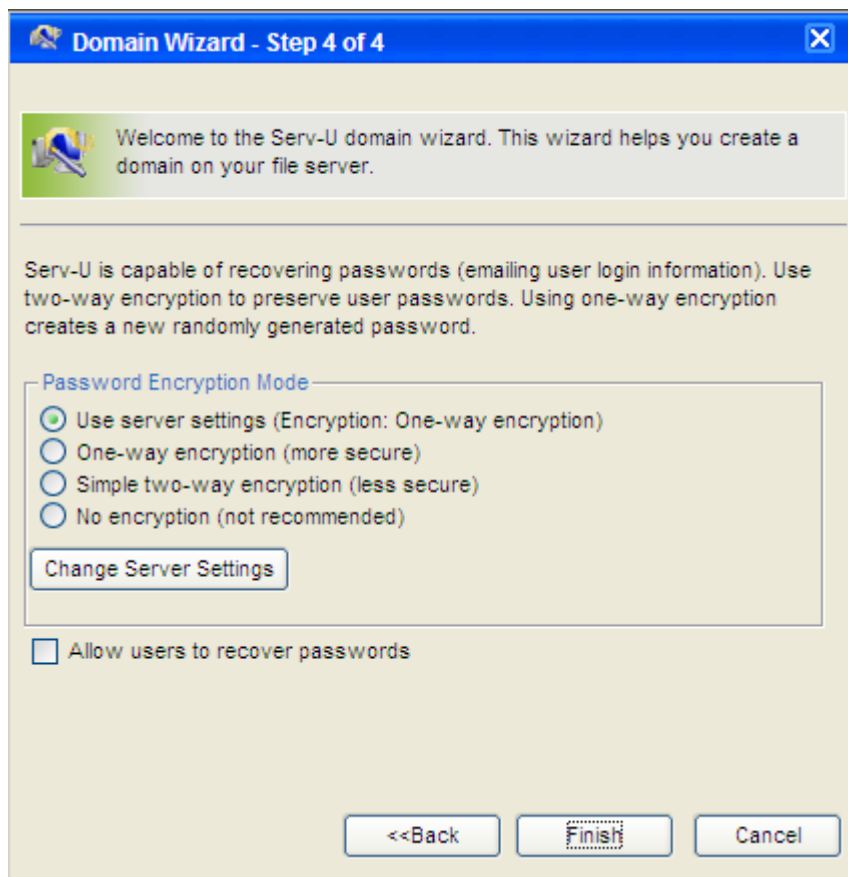 Domain Wizard - Step 4 of 4
Welcome to the Serv-U domain wizard. This wizard helps you create a
domain on your file server.
Serv-U is capable of recovering passwords (emailing user login information). Use
two-way encryption to preserve user passwords. Using one-way encryption
creates a new randomly generated password.
Password Encryption Mode
Use server settings (Encryption: One-way encryption)
One-way encryption (more secure)
Simple two-way encryption (less secure)
No encryption (not recommended)
Change Server Settings
Allow users to recover passwords
<<Back Finish Cancel